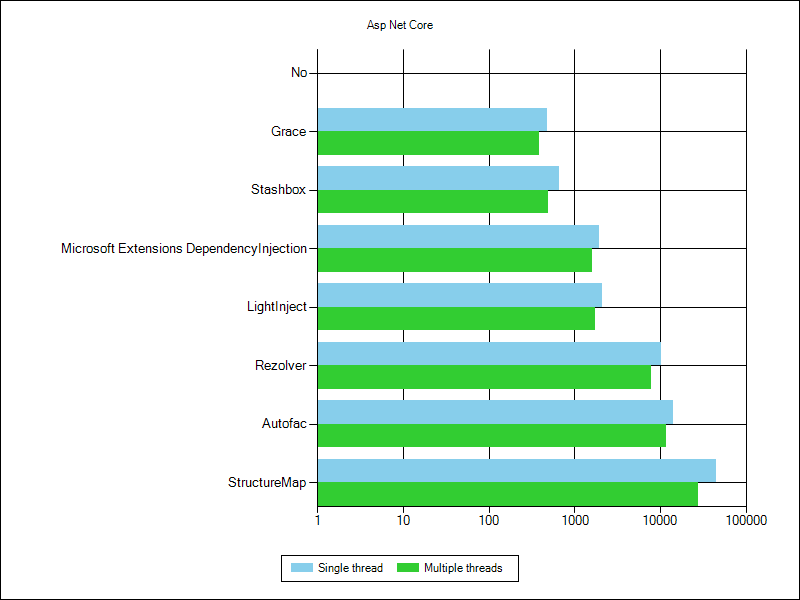 Asp Net Core
No
Grace
Stashbox
Microsoft Extensions DependencyInjection
LightInject
Rezolver
Autofac
StructureMap
1 10 100 1000 10000 100000
Single thread Multiple threads